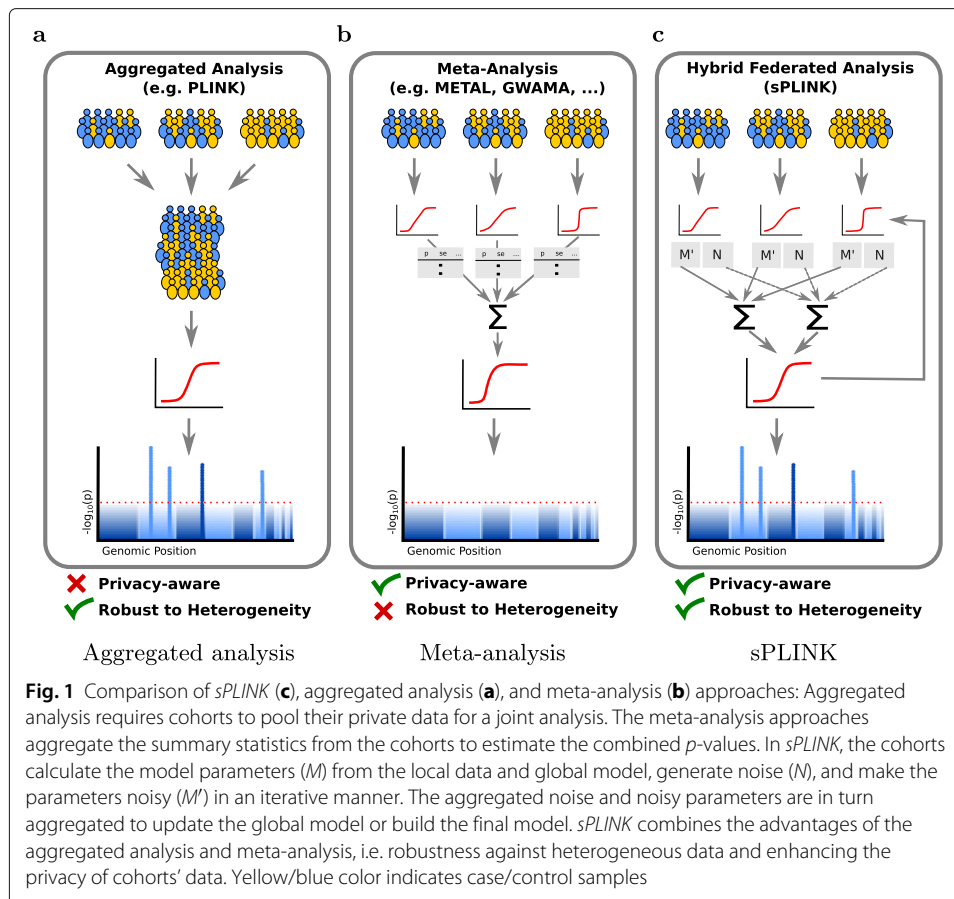 a
Aggregated Analysis
(e.g. PLINK)
-log10(p)
Genomic Position
Privacy-aware
Robust to Heterogeneity
Aggregated analysis
b
Meta-Analysis
(e.g. METAL, GWAMA, ...)
p se ...
:
p se ...
:
p se ...
:
Σ
-log10(p)
Genomic Position
Privacy-aware
Robust to Heterogeneity
Meta-analysis
c
Hybrid Federated Analysis
(sPLINK)
M' N M' N M' N
Σ Σ
-log10(p)
Genomic Position
Privacy-aware
Robust to Heterogeneity
sPLINK
Fig. 1 Comparison of sPLINK (c), aggregated analysis (a), and meta-analysis (b) approaches: Aggregated
analysis requires cohorts to pool their private data for a joint analysis. The meta-analysis approaches
aggregate the summary statistics from the cohorts to estimate the combined p-values. In sPLINK, the cohorts
calculate the model parameters (M) from the local data and global model, generate noise (N), and make the
parameters noisy (M′) in an iterative manner. The aggregated noise and noisy parameters are in turn
aggregated to update the global model or build the final model. sPLINK combines the advantages of the
aggregated analysis and meta-analysis, i.e. robustness against heterogeneous data and enhancing the
privacy of cohorts' data. Yellow/blue color indicates case/control samples